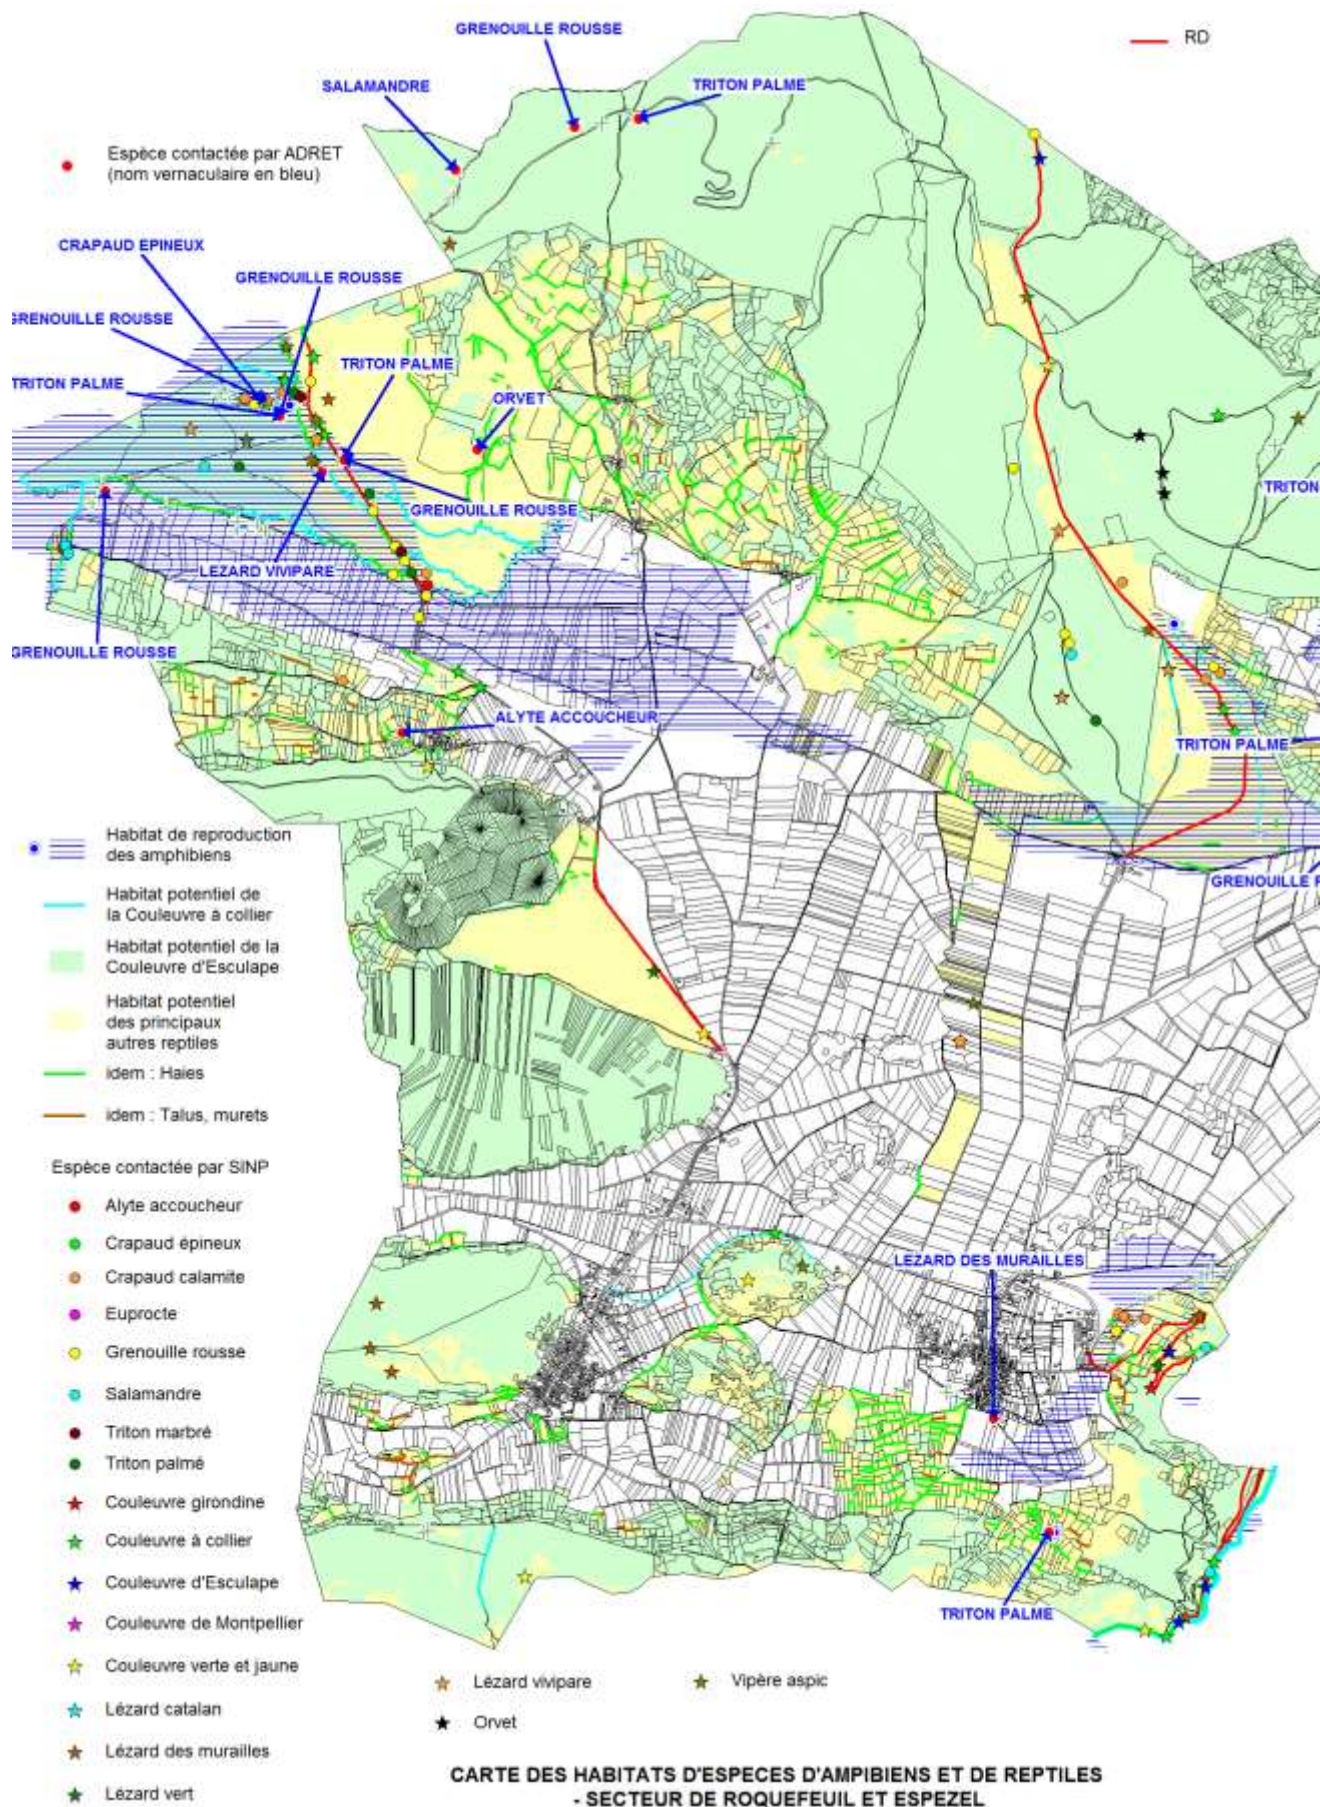 GRENOUILLE ROUSSE
RD
SALAMANDRE
TRITON PALME
Espèce contactée par ADRET
(nom vernaculaire en bleu)
CRAPAUD EPINEUX
GRENOUILLE ROUSSE
GRENOUILLE ROUSSE
TRITON PALME
TRITON PALME
ORVET
TRITON
GRENOUILLE ROUSSE
LEZARD VIVIPARE
GRENOUILLE ROUSSE
ALYTE ACCOUCHEUR
TRITON PALME
Habitat de reproduction
des amphibiens
GRENOUILLE R
Habitat potentiel de
la Couleuvre à collier
Habitat potentiel de la
Couleuvre d'Esculape
Habitat potentiel
des principaux
autres reptiles
idem : Haies
idem : Talus, murets
Espèce contactée par SINP
Alyte accoucheur
Crapaud épineux
LEZARD DES MURAILLES
Crapaud calamite
Euprocte
Grenouille rousse
Salamandre
Triton marbré
Triton palmé
Couleuvre girondine
Couleuvre à collier
Couleuvre d'Esculape
TRITON PALME
Couleuvre de Montpellier
Couleuvre verte et jaune
Lézard catalan
Lézard des murailles
Lézard vert
Lézard vivipare
Vipère aspic
Orvet
CARTE DES HABITATS D'ESPECES D'AMPIBIENS ET DE REPTILES
- SECTEUR DE ROQUEFEUIL ET ESPEZEL